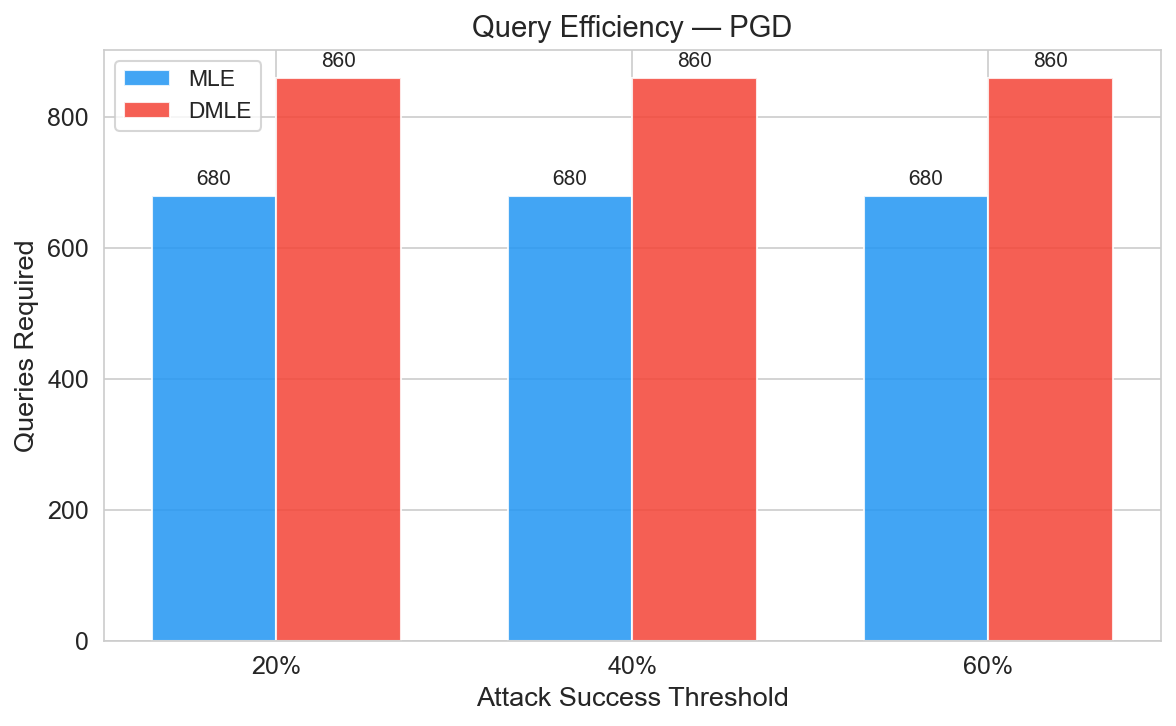 Query Efficiency — PGD
MLE
DMLE
860
860
860
680
680
680
800
600
400
200
0
Queries Required
20%
40%
60%
Attack Success Threshold